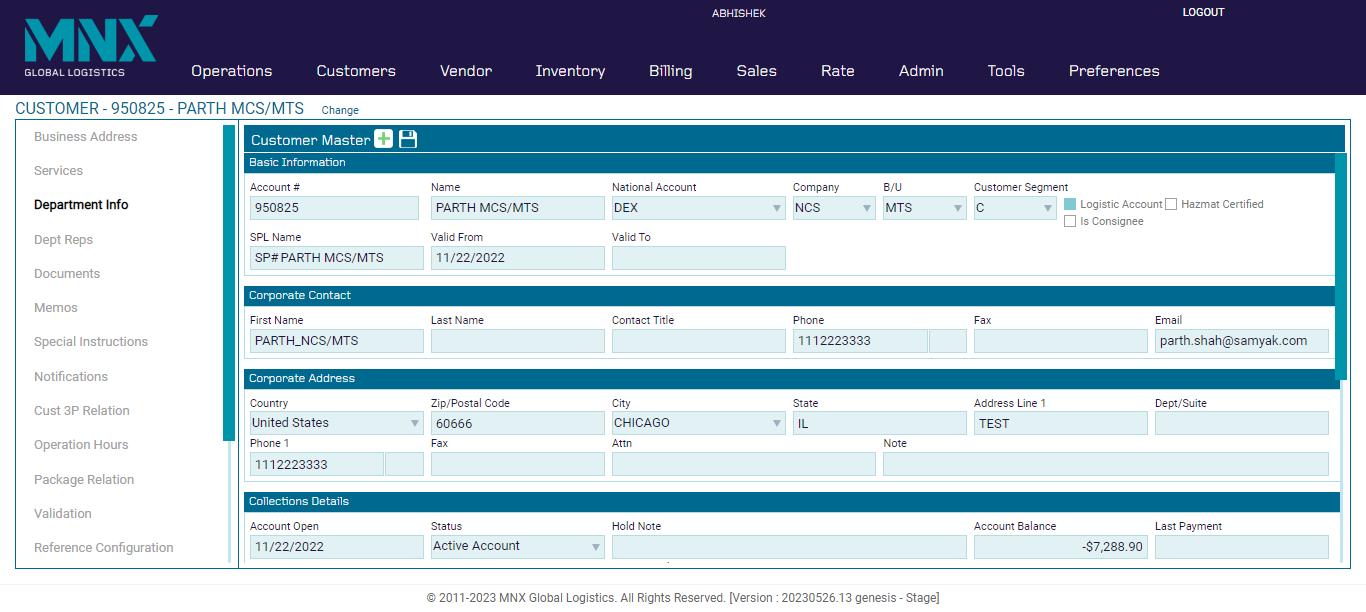 ABHISHEK
LOGOUT
MNX
GLOBAL LOGISTICS
Operations Customers Vendor Inventory Billing Sales Rate Admin Tools Preferences
CUSTOMER - 950825 - PARTH MCS/MTS Change
Business Address
Services
Department Info
Dept Reps
Documents
Memos
Special Instructions
Notifications
Cust 3P Relation
Operation Hours
Package Relation
Validation
Reference Configuration
Customer Master
Basic Information
Account # Name National Account Company B/U Customer Segment
950825 PARTH MCS/MTS DEX NCS MTS C Logistic Account Hazmat Certified
Is Consignee
SPL Name Valid From Valid To
SP# PARTH MCS/MTS 11/22/2022
Corporate Contact
First Name Last Name Contact Title Phone Fax Email
PARTH_NCS/MTS 1112223333 parth.shah@samyak.com
Corporate Address
Country Zip/Postal Code City State Address Line 1 Dept/Suite
United States 60666 CHICAGO IL TEST
Phone 1 Fax Attn Note
1112223333
Collections Details
Account Open Status Hold Note Account Balance Last Payment
11/22/2022 Active Account -$7,288.90
© 2011-2023 MNX Global Logistics. All Rights Reserved. [Version : 20230526.13 genesis - Stage]